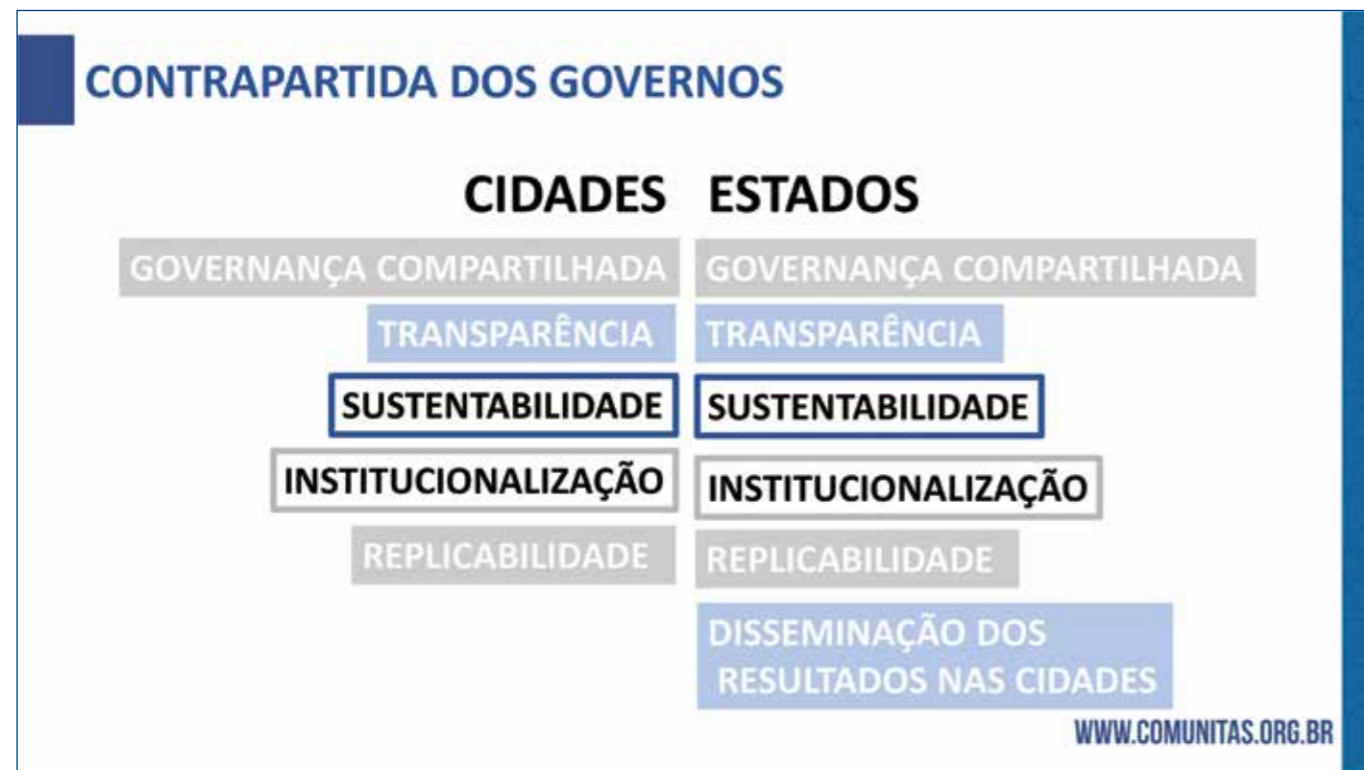 CONTRAPARTIDA DOS GOVERNOS
CIDADES ESTADOS
GOVERNANÇA COMPARTILHADA GOVERNANÇA COMPARTILHADA
TRANSPARÊNCIA TRANSPARÊNCIA
SUSTENTABILIDADE SUSTENTABILIDADE
INSTITUCIONALIZAÇÃO INSTITUCIONALIZAÇÃO
REPLICABILIDADE REPLICABILIDADE
DISSEMINAÇÃO DOS
RESULTADOS NAS CIDADES
WWW.COMUNITAS.ORG.BR